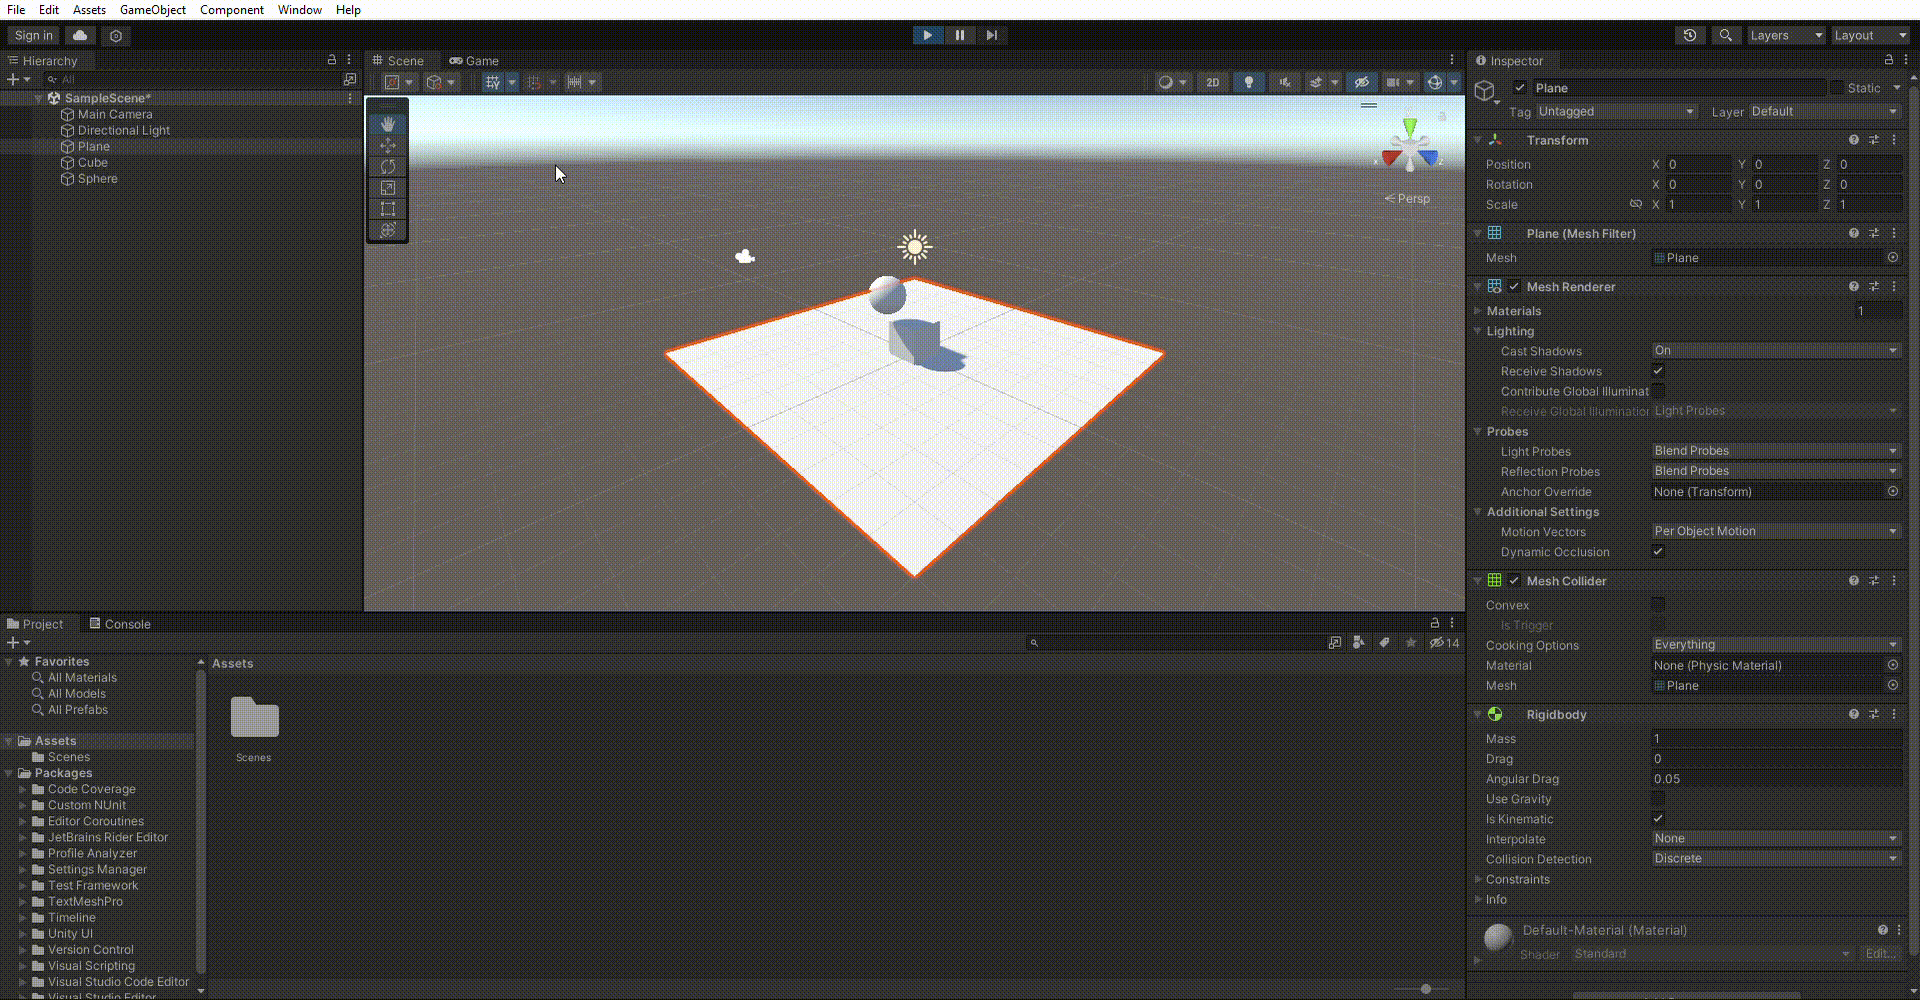 File Edit Assets GameObject Component Window Help
Sign in
Layers
Layout
Hierarchy
All
SampleScene*
Main Camera
Directional Light
Plane
Cube
Sphere
Scene Game
2D
Persp
Project Console
14
Favorites
All Materials
All Models
All Prefabs
Assets
Scenes
Packages
Code Coverage
Custom NUnit
Editor Coroutines
JetBrains Rider Editor
Profile Analyzer
Settings Manager
Test Framework
TextMeshPro
Timeline
Unity UI
Version Control
Visual Scripting
Visual Studio Code Editor
Visual Studio Editor
Assets
Scenes
Inspector
Plane Static
Tag Untagged Layer Default
Transform
Position X 0 Y 0 Z 0
Rotation X 0 Y 0 Z 0
Scale X 1 Y 1 Z 1
Plane (Mesh Filter)
Mesh Plane
Mesh Renderer
Materials 1
Lighting
Cast Shadows On
Receive Shadows
Contribute Global Illuminat
Receive Global Illumination Light Probes
Probes
Light Probes Blend Probes
Reflection Probes Blend Probes
Anchor Override None (Transform)
Additional Settings
Motion Vectors Per Object Motion
Dynamic Occlusion
Mesh Collider
Convex
Is Trigger
Cooking Options Everything
Material None (Physic Material)
Mesh Plane
Rigidbody
Mass 1
Drag 0
Angular Drag 0.05
Use Gravity
Is Kinematic
Interpolate None
Collision Detection Discrete
Constraints
Info
Default-Material (Material)
Shader Standard Edit...